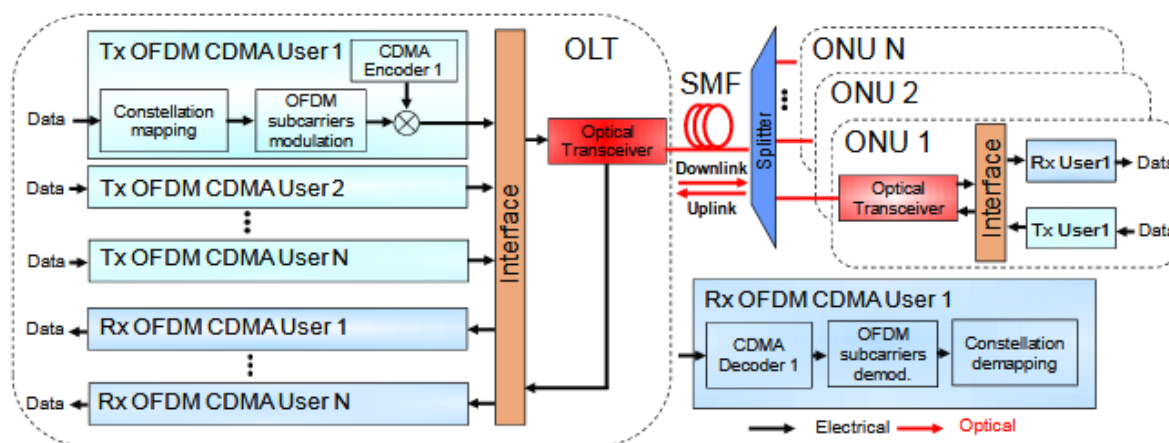 Tx OFDM CDMA User 1
CDMA
Encoder 1
Data
Constellation
mapping
OFDM
subcarriers
modulation
Data
Tx OFDM CDMA User 2
Data
Tx OFDM CDMA User N
Data
Rx OFDM CDMA User 1
Data
Rx OFDM CDMA User N
Interface
OLT
Optical
Transceiver
SMF
Downlink
Uplink
Splitter
ONU N
ONU 2
ONU 1
Optical
Transceiver
Interface
Rx User1
Data
Tx User1
Data
Rx OFDM CDMA User 1
CDMA
Decoder 1
OFDM
subcarriers
demod.
Constellation
demapping
Electrical
Optical